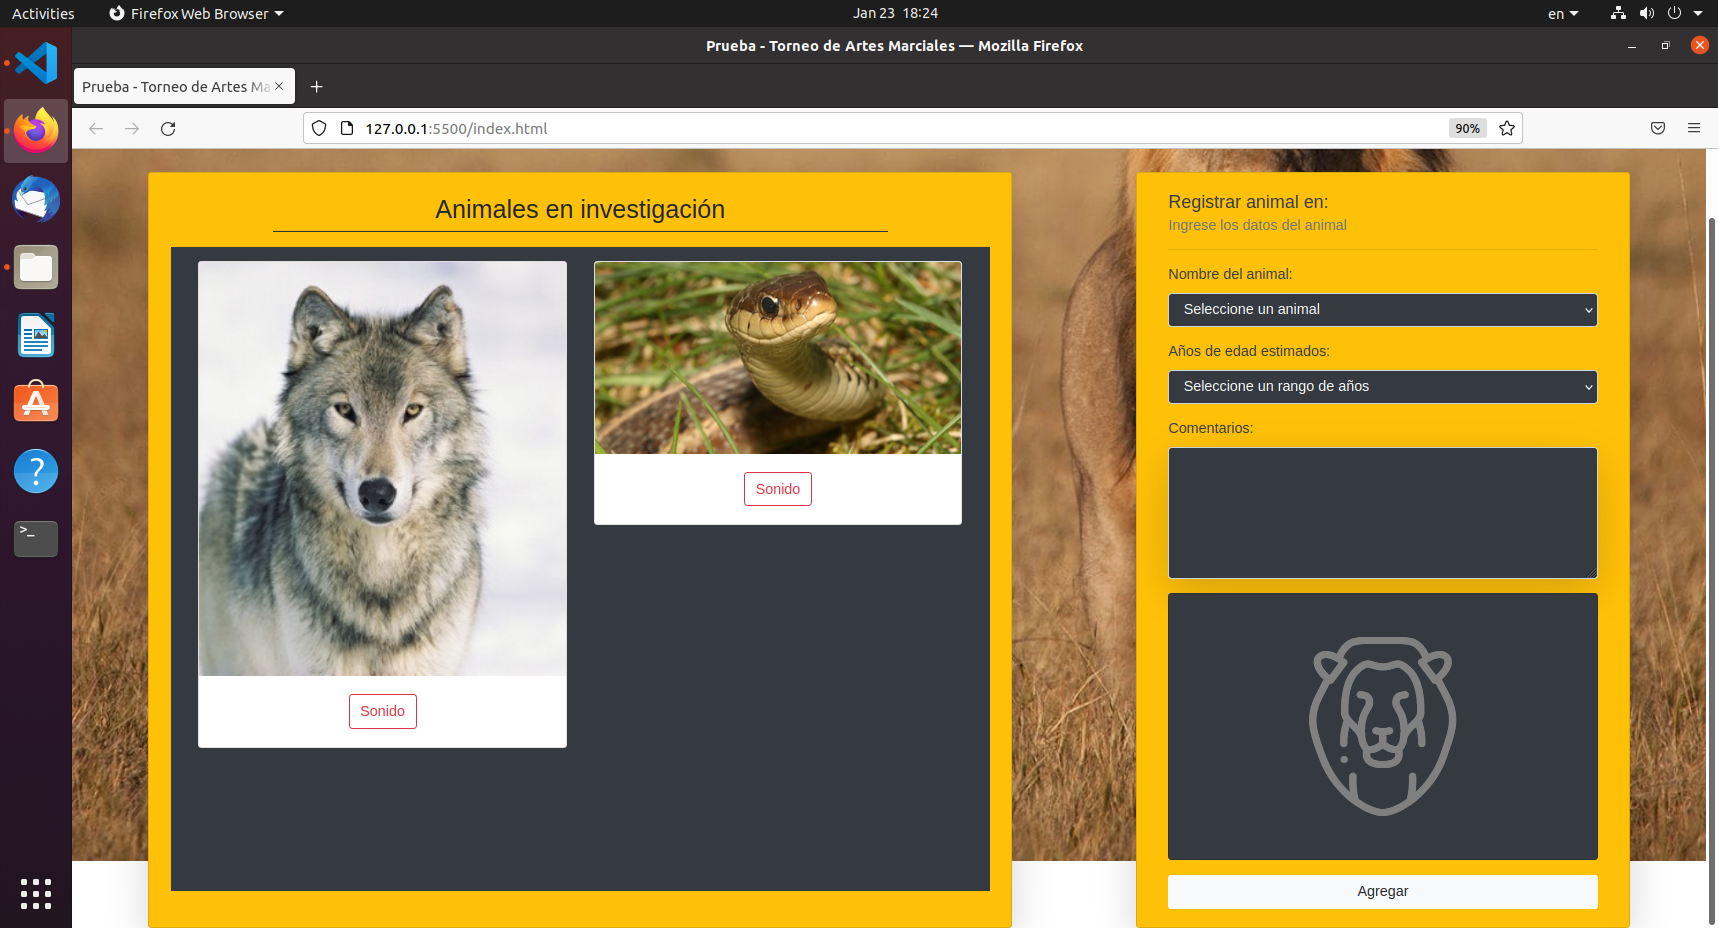 Activities
Firefox Web Browser
Jan 23 18:24
en
Prueba - Torneo de Artes Marciales — Mozilla Firefox
Prueba - Torneo de Artes Ma
127.0.0.1:5500/index.html
90%
Animales en investigación
Sonido
Sonido
Registrar animal en:
Ingrese los datos del animal
Nombre del animal:
Seleccione un animal
Años de edad estimados:
Seleccione un rango de años
Comentarios:
Agregar